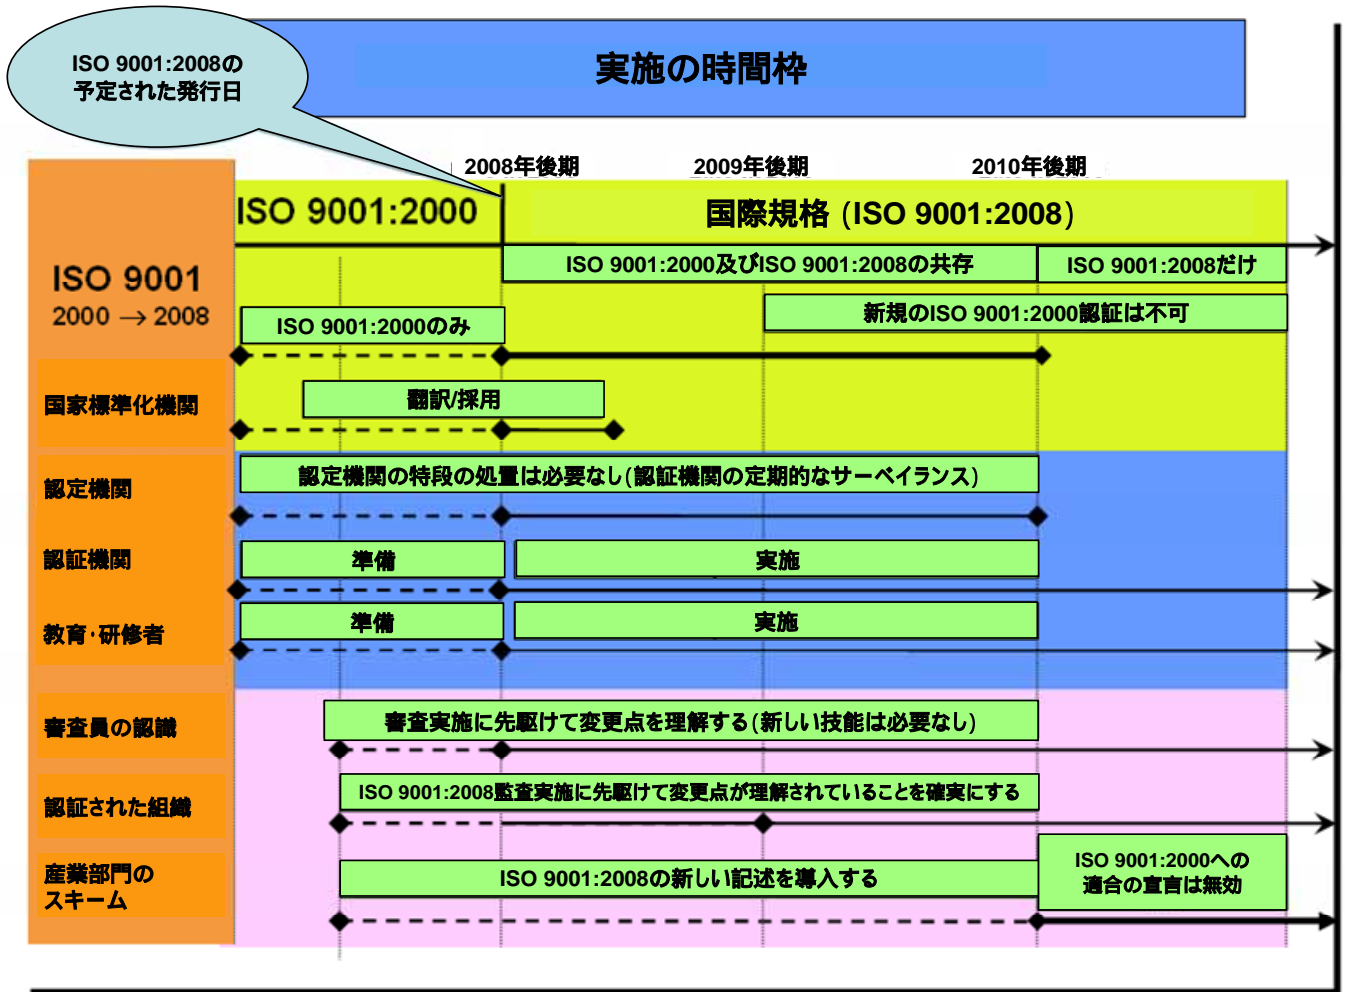 ISO 9001:2008の
予定された発行日
実施の時間枠
2008年後期
2009年後期
2010年後期
ISO 9001:2000
国際規格 (ISO 9001:2008)
ISO 9001
2000 → 2008
ISO 9001:2000及びISO 9001:2008の共存
ISO 9001:2008だけ
ISO 9001:2000のみ
新規のISO 9001:2000認証は不可
国家標準化機関
翻訳/採用
認定機関
認定機関の特段の処置は必要なし(認証機関の定期的なサーベイランス)
認証機関
準備
実施
教育・研修者
準備
実施
審査員の認識
審査実施に先駆けて変更点を理解する(新しい技能は必要なし)
認証された組織
ISO 9001:2008監査実施に先駆けて変更点が理解されていることを確実にする
産業部門の
スキーム
ISO 9001:2008の新しい記述を導入する
ISO 9001:2000への
適合の宣言は無効